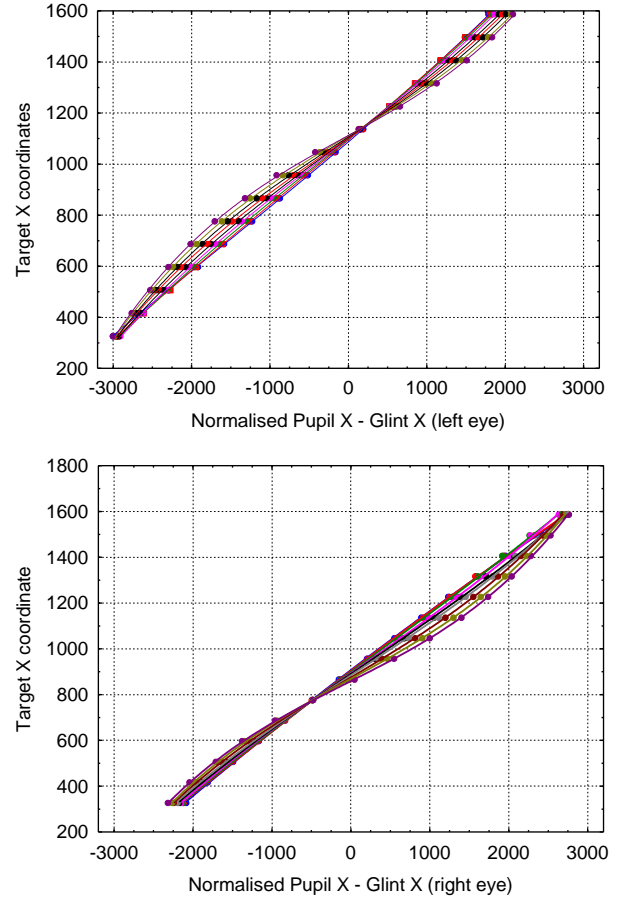 1600
1400
1200
1000
800
600
400
200
Target X coordinates
-3000 -2000 -1000 0 1000 2000 3000
Normalised Pupil X - Glint X (left eye)
1800
1600
1400
1200
1000
800
600
400
200
Target X coordinate
-3000 -2000 -1000 0 1000 2000 3000
Normalised Pupil X - Glint X (right eye)